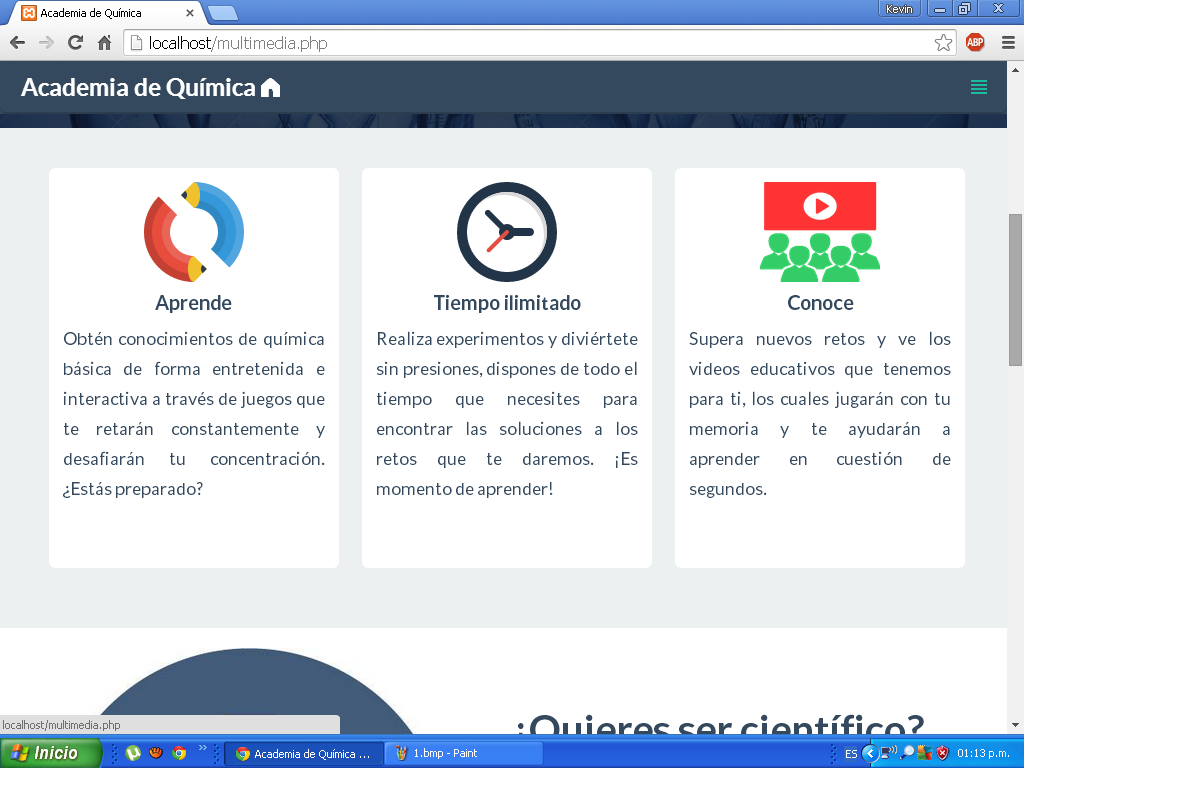 Academia de Química
Kevin
localhost/multimedia.php
ABP
Academia de Química
Aprende
Obtén conocimientos de química
básica de forma entretenida e
interactiva a través de juegos que
te retarán constantemente y
desafiarán tu concentración.
¿Estás preparado?
Tiempo ilimitado
Realiza experimentos y diviértete
sin presiones, dispones de todo el
tiempo que necesites para
encontrar las soluciones a los
retos que te daremos. ¡Es
momento de aprender!
Conoce
Supera nuevos retos y ve los
videos educativos que tenemos
para ti, los cuales jugarán con tu
memoria y te ayudarán a
aprender en cuestión de
segundos.
¿Quieres ser científico?
localhost/multimedia.php
Inicio
Academia de Química ...
1.bmp - Paint
ES
01:13 p.m.